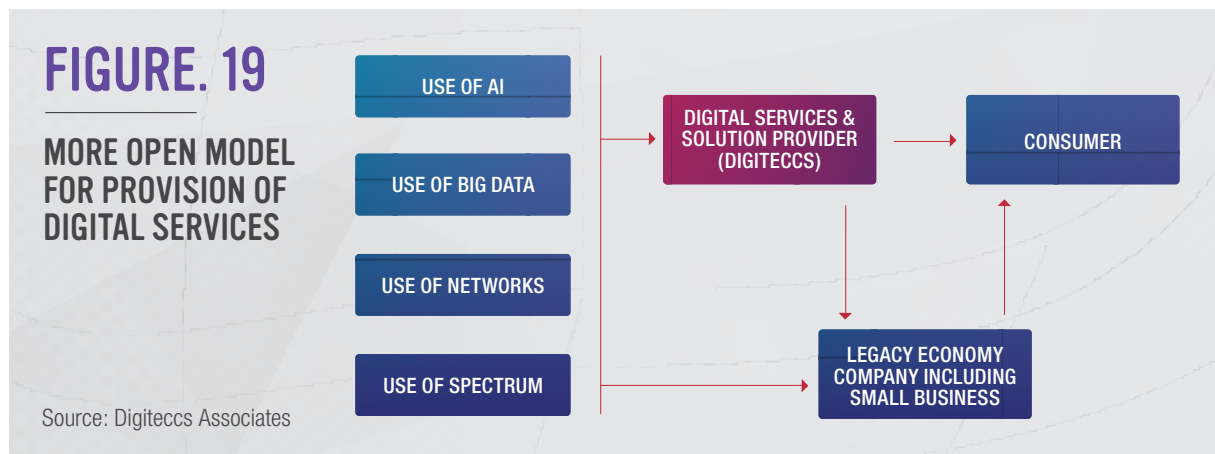 FIGURE. 19
MORE OPEN MODEL
FOR PROVISION OF
DIGITAL SERVICES
Source: Digiteccs Associates
USE OF AI
USE OF BIG DATA
USE OF NETWORKS
USE OF SPECTRUM
DIGITAL SERVICES &
SOLUTION PROVIDER
(DIGITECCS)
CONSUMER
LEGACY ECONOMY
COMPANY INCLUDING
SMALL BUSINESS